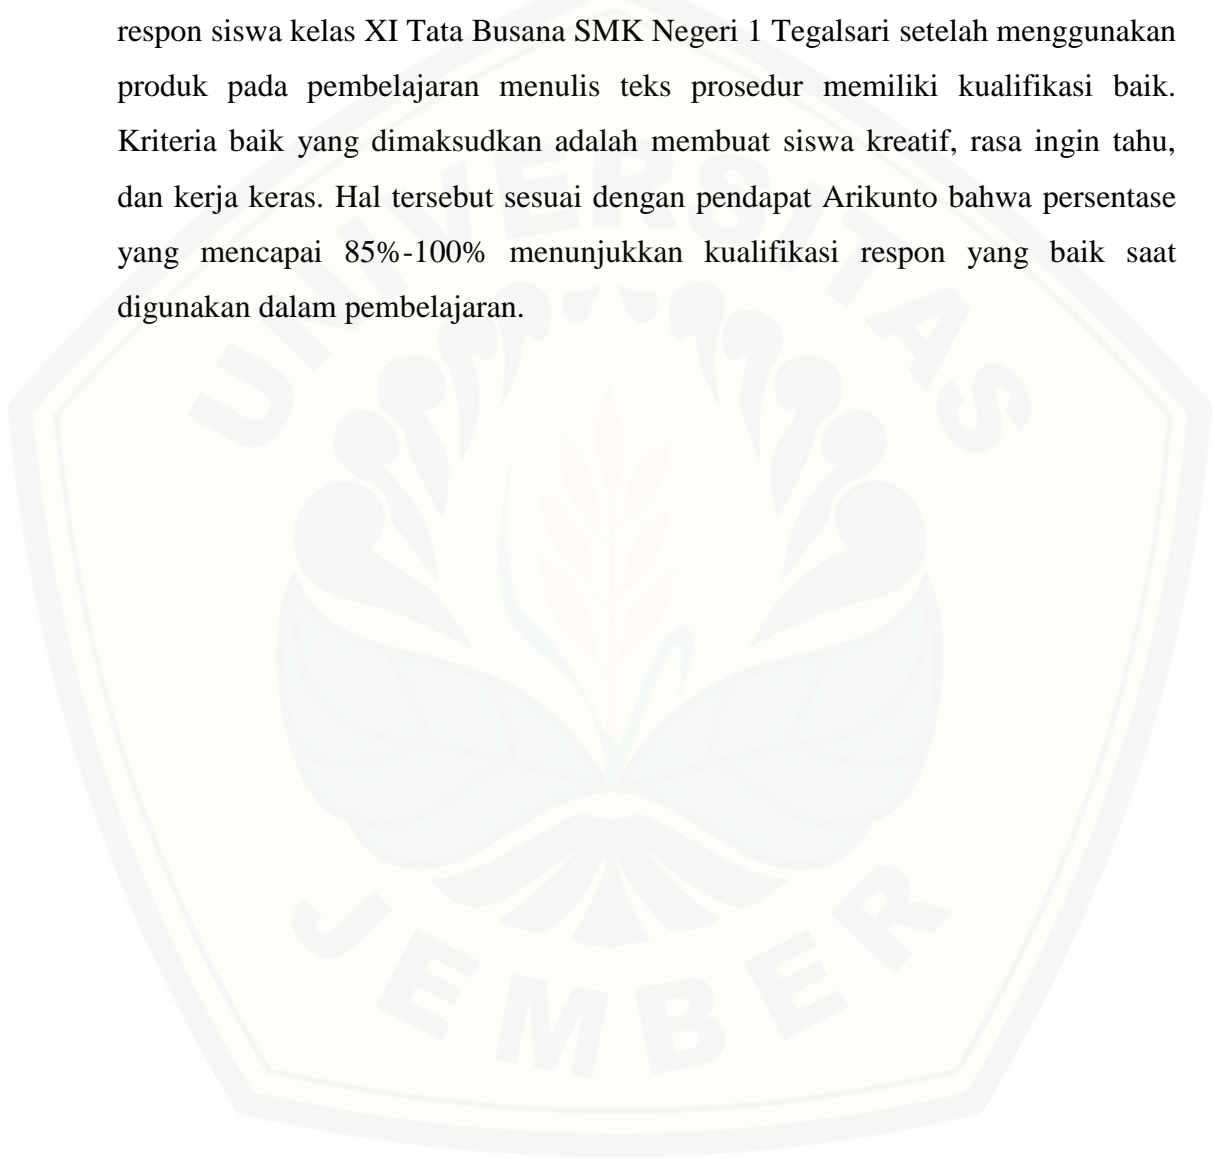 respon siswa kelas XI Tata Busana SMK Negeri 1 Tegalsari setelah menggunakan
produk pada pembelajaran menulis teks prosedur memiliki kualifikasi baik.
Kriteria baik yang dimaksudkan adalah membuat siswa kreatif, rasa ingin tahu,
dan kerja keras. Hal tersebut sesuai dengan pendapat Arikunto bahwa persentase
yang mencapai 85%-100% menunjukkan kualifikasi respon yang baik saat
digunakan dalam pembelajaran.
UNIVERSITAS
JEMBER